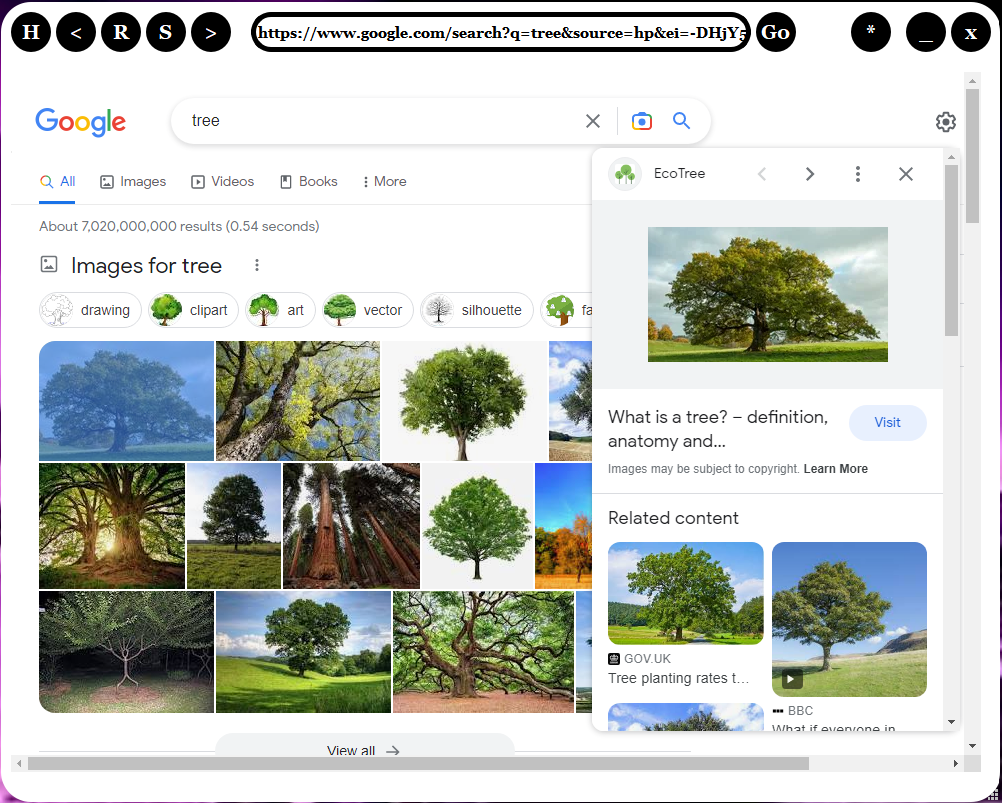 H < R S > https://www.google.com/search?q=tree&source=hp&ei=-DHjY5 Go * _ x
Google tree
All Images Videos Books More
About 7,020,000,000 results (0.54 seconds)
Images for tree
drawing clipart art vector silhouette fa
View all
EcoTree
What is a tree? – definition,
anatomy and...
Visit
Images may be subject to copyright. Learn More
Related content
GOV.UK
Tree planting rates t...
BBC
What if everyone in